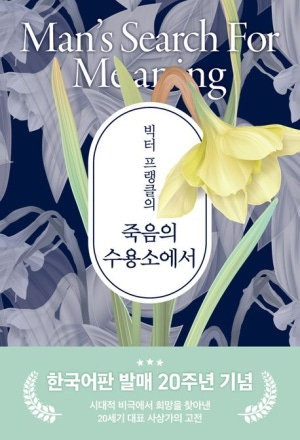 Man's Search For
Meaning
빅터 프랭클의
죽음의
수용소에서
한국어판 발매 20주년 기념
시대적 비극에서 희망을 찾아낸
20세기 대표 사상가의 고전